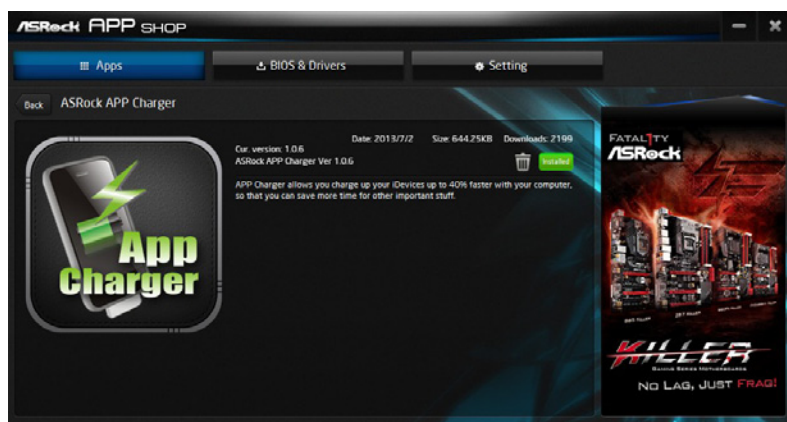 ASRock APP SHOP
Apps
BIOS & Drivers
Setting
Back
ASRock APP Charger
Date: 2013/7/2 Size: 644.25KB Downloads: 2199
Cur. version: 1.0.6
ASRock APP Charger Ver 1.0.6
Installed
APP Charger allows you charge up your iDevices up to 40% faster with your computer,
so that you can save more time for other important stuff.
App
Charger
FATAL1TY
ASRock
KILLER
GAMING SERIES MOTHERBOARDS
NO LAG, JUST FRAG!